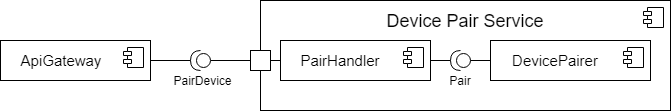 Device Pair Service
ApiGateway
PairDevice
PairHandler
Pair
DevicePairer